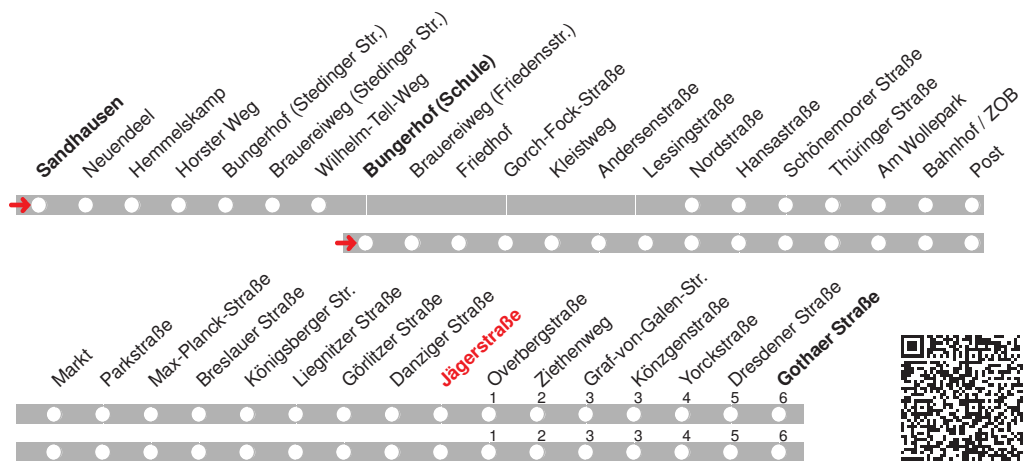 Sandhausen
Neuendeel
Hemmelskamp
Horster Weg
Bungerhof (Stedinger Str.)
Brauereiweg (Stedinger Str.)
Wilhelm-Tell-Weg
Bungerhof (Schule)
Brauereiweg (Friedensstr.)
Friedhof
Gorch-Fock-Straße
Kleistweg
Andersenstraße
Lessingstraße
Nordstraße
Hansastraße
Schönemoorer Straße
Thüringer Straße
Am Wollepark
Bahnhof / ZOB
Post
Markt
Parkstraße
Max-Planck-Straße
Breslauer Straße
Königsberger Str.
Liegnitzer Straße
Görlitzer Straße
Danziger Straße
Jägerstraße
Overbergstraße
Ziethenweg
Graf-von-Galen-Str.
Könzgenstraße
Yorckstraße
Dresdener Straße
Gothaer Straße
1 2 3 3 4 5 6
1 2 3 3 4 5 6